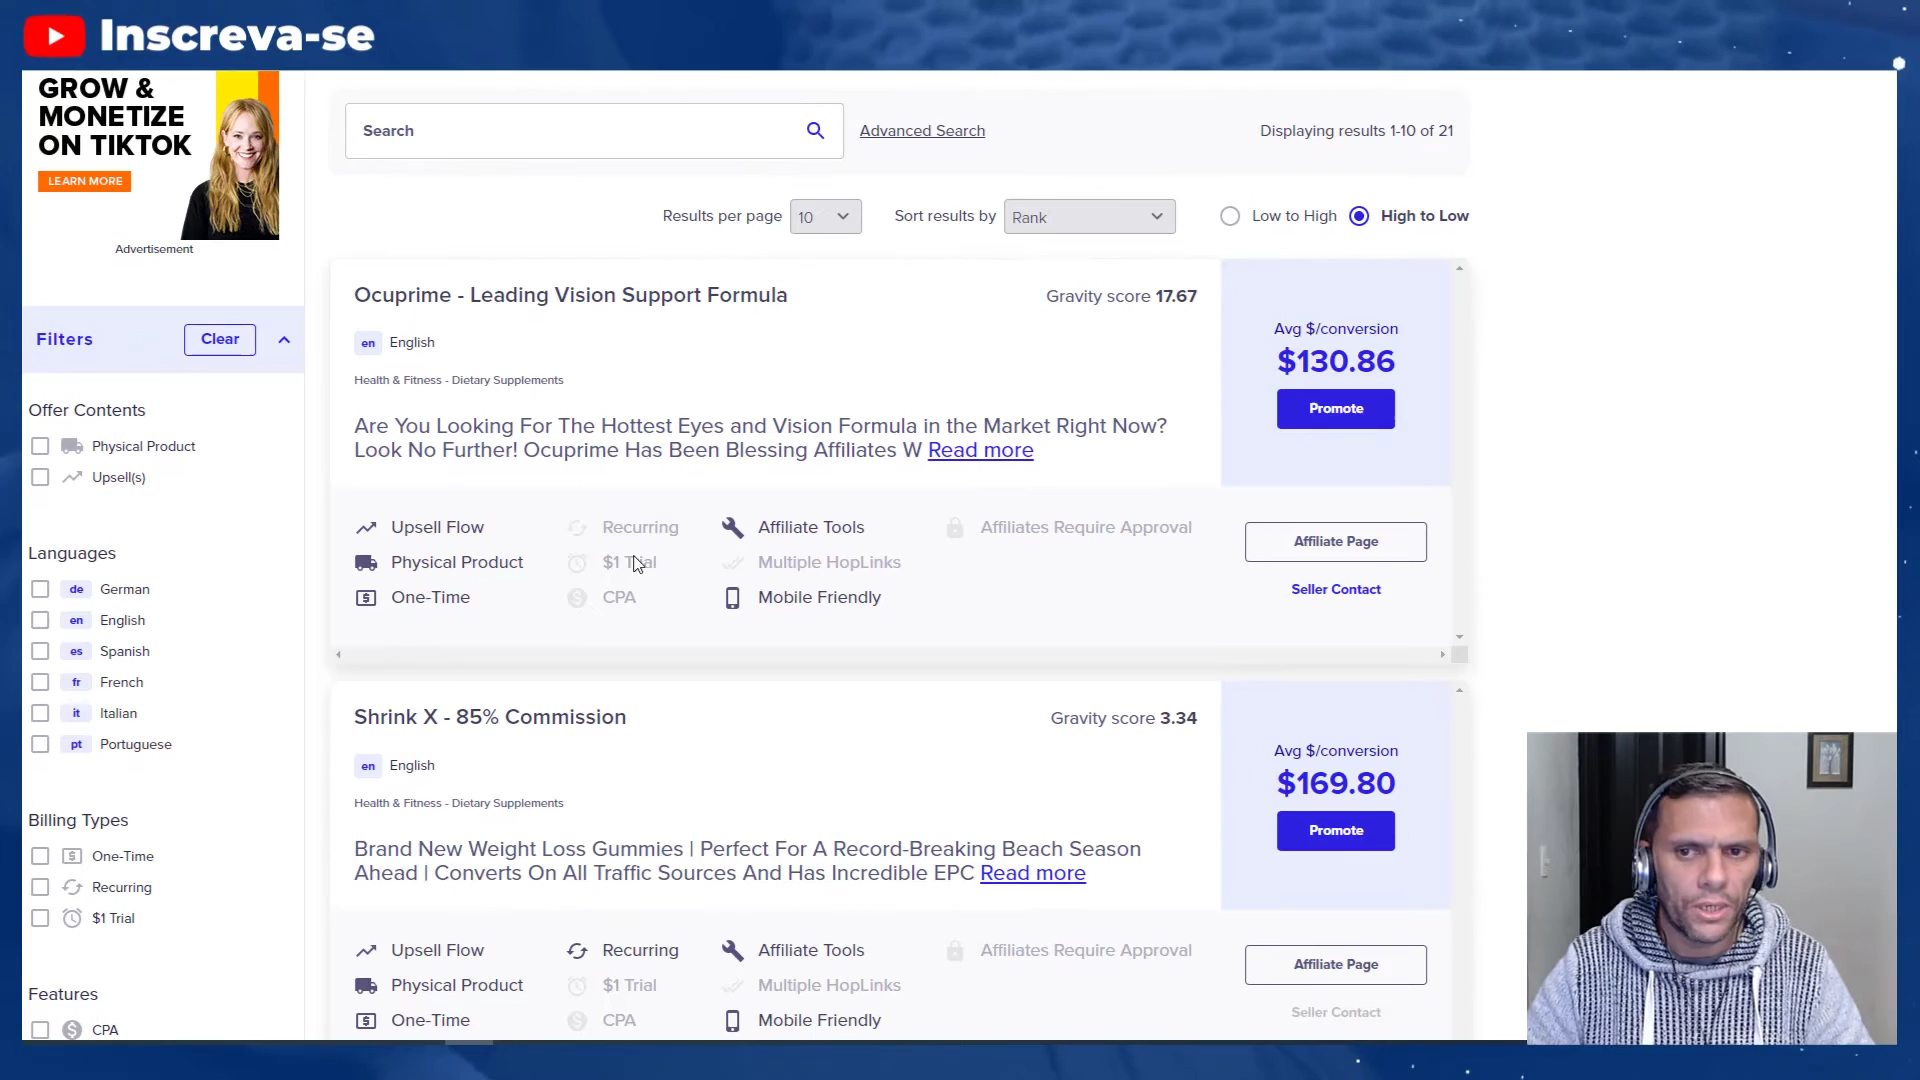 Inscreva-se
GROW &
MONETIZE
ON TIKTOK
LEARN MORE
Advertisement
Search
Advanced Search
Displaying results 1-10 of 21
Results per page
10
Sort results by
Rank
Low to High
High to Low
Filters
Clear
Offer Contents
Physical Product
Upsell(s)
Languages
de German
en English
es Spanish
fr French
it Italian
pt Portuguese
Billing Types
One-Time
Recurring
$1 Trial
Features
CPA
Ocuprime - Leading Vision Support Formula
Gravity score 17.67
en English
Health & Fitness - Dietary Supplements
Are You Looking For The Hottest Eyes and Vision Formula in the Market Right Now?
Look No Further! Ocuprime Has Been Blessing Affiliates W Read more
Avg $/conversion
$130.86
Promote
Upsell Flow
Recurring
Affiliate Tools
Affiliates Require Approval
Physical Product
$1 Trial
Multiple HopLinks
One-Time
CPA
Mobile Friendly
Affiliate Page
Seller Contact
Shrink X - 85% Commission
Gravity score 3.34
en English
Health & Fitness - Dietary Supplements
Brand New Weight Loss Gummies | Perfect For A Record-Breaking Beach Season
Ahead | Converts On All Traffic Sources And Has Incredible EPC Read more
Avg $/conversion
$169.80
Promote
Upsell Flow
Recurring
Affiliate Tools
Affiliates Require Approval
Physical Product
$1 Trial
Multiple HopLinks
One-Time
CPA
Mobile Friendly
Affiliate Page
Seller Contact